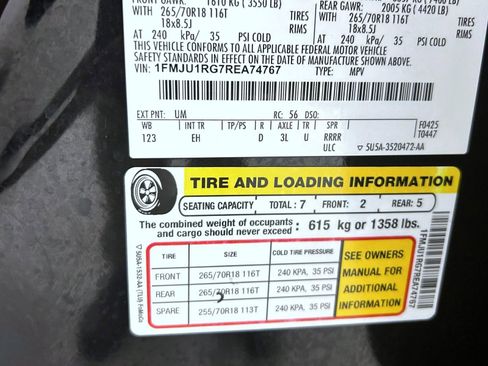 FRONT GAWR: 1610 KG ( 3550 LB)
WITH 265/70R18 116T TIRES
18x8.5J RIMS
AT 240 kPa/ 35 PSI COLD
WITH 265/70R18 116T TIRES
18x8.5J
AT 240 kPa/ 35 PSI COLD
REAR GAWR: 2005 KG ( 4420 LB)
THIS VEHICLE CONFORMS TO ALL APPLICABLE FEDERAL MOTOR VEHICLE
SAFETY STANDARDS IN EFFECT ON THE DATE OF MANUFACTURE SHOWN ABOVE.
VIN: 1FMJU1RG7REA74767
TYPE: MPV
EXT PNT: UM RC: 56 DSO:
WB INT TR TP/PS R AXLE TR SPR F0425
T0447
123 EH D 3L U RRRR
ULC ▽ 5U5A-3520472-AA
TIRE AND LOADING INFORMATION
SEATING CAPACITY TOTAL : 7 FRONT: 2 REAR: 5
The combined weight of occupants
and cargo should never exceed : 615 kg or 1358 lbs.
TIRE SIZE COLD TIRE PRESSURE
FRONT 265/70R18 116T 240 KPA, 35 PSI
REAR 265/70R18 116T 240 KPA, 35 PSI
SPARE 255/70R18 113T 240 KPA, 35 PSI
SEE OWNERS
MANUAL FOR
ADDITIONAL
INFORMATION
1FMJU1RG7REA74767